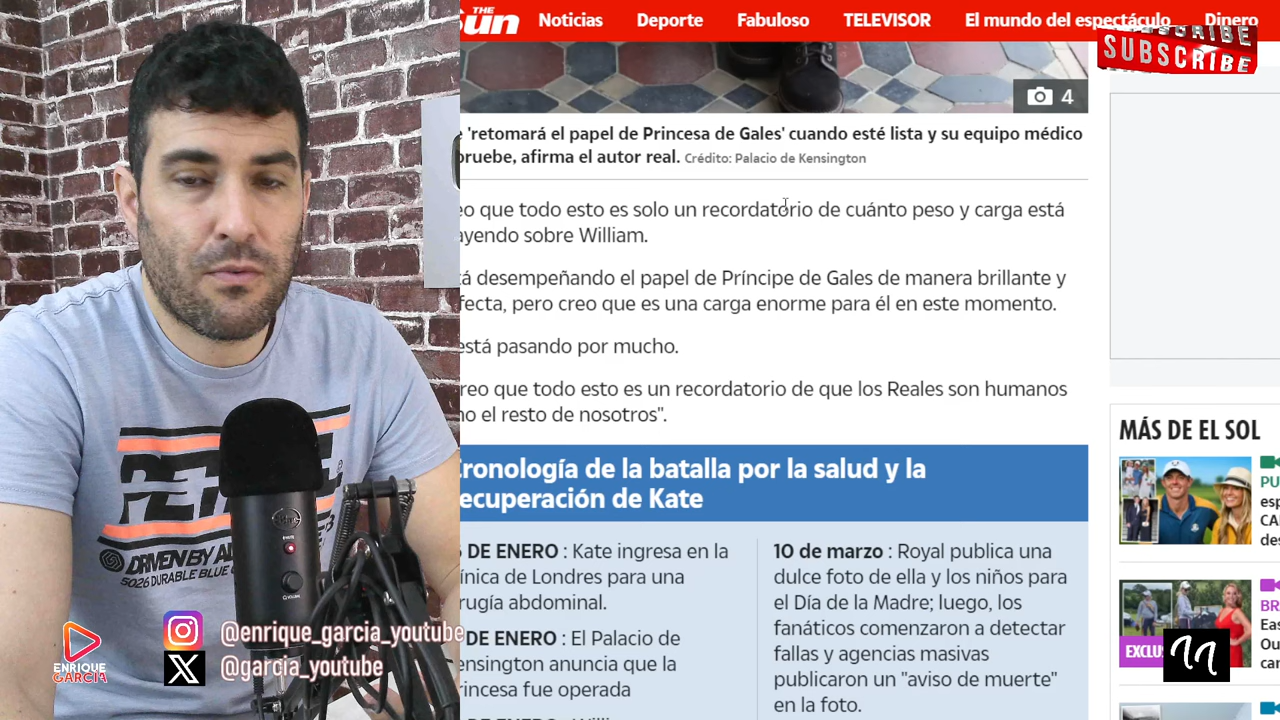 THE
Sun
Noticias
Deporte
Fabuloso
TELEVISOR
El mundo del espectáculo
Dinero
SUBSCRIBE
4
'retomará el papel de Princesa de Gales' cuando esté lista y su equipo médico
pruebe, afirma el autor real. Crédito: Palacio de Kensington
eo que todo esto es solo un recordatorio de cuánto peso y carga está
ayendo sobre William.
tá desempeñando el papel de Príncipe de Gales de manera brillante y
fecta, pero creo que es una carga enorme para él en este momento.
está pasando por mucho.
reo que todo esto es un recordatorio de que los Reales son humanos
no el resto de nosotros".
Cronología de la batalla por la salud y la
ecuperación de Kate
DE ENERO : Kate ingresa en la
ínica de Londres para una
rugía abdominal.
DE ENERO : El Palacio de
ensington anuncia que la
rincesa fue operada
10 de marzo : Royal publica una
dulce foto de ella y los niños para
el Día de la Madre; luego, los
fanáticos comenzaron a detectar
fallas y agencias masivas
publicaron un "aviso de muerte"
en la foto.
MÁS DE EL SOL
PU
esp
CA
des
BR
Eas
Ou
car
EXCLU
DRIVEN BY
5026 DURABLE BLUE
@enrique_garcia_youtube
@garcia_youtube
ENRIQUE
GARCIA